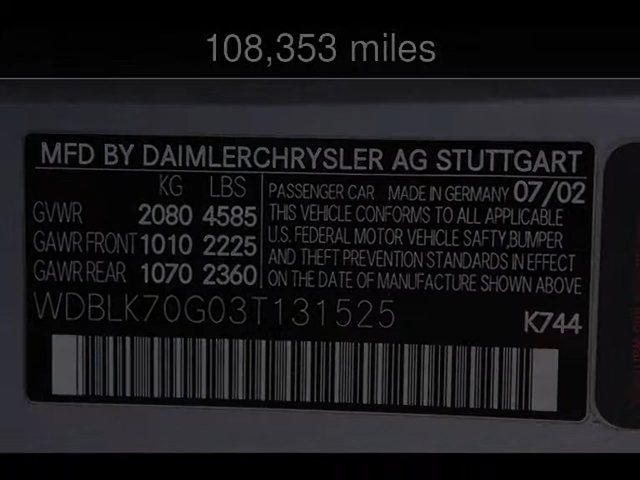 108,353 miles
MFD BY DAIMLERCHRYSLER AG STUTTGART
KG LBS
GVWR 2080 4585
GAWR FRONT 1010 2225
GAWR REAR 1070 2360
PASSENGER CAR MADE IN GERMANY 07/02
THIS VEHICLE CONFORMS TO ALL APPLICABLE
U.S. FEDERAL MOTOR VEHICLE SAFTY,BUMPER
AND THEFT PREVENTION STANDARDS IN EFFECT
ON THE DATE OF MANUFACTURE SHOWN ABOVE
WDBLK70G03T131525
K744